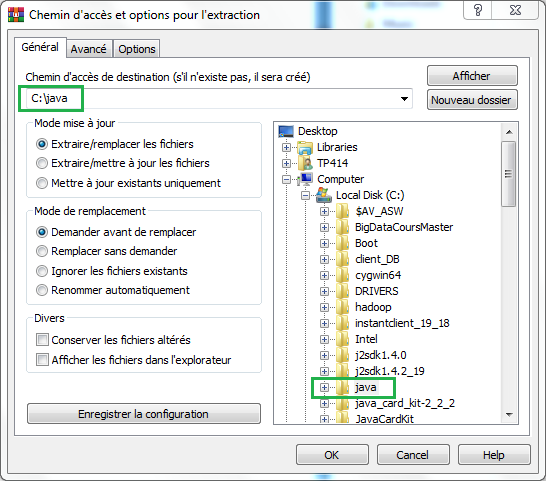 Chemin d'accès et options pour l'extraction
Général
Avancé
Options
Chemin d'accès de destination (s'il n'existe pas, il sera créé)
Afficher
C:\java
Nouveau dossier
Mode mise à jour
Extraire/remplacer les fichiers
Extraire/mettre à jour les fichiers
Mettre à jour existants uniquement
Mode de remplacement
Demander avant de remplacer
Remplacer sans demander
Ignorer les fichiers existants
Renommer automatiquement
Divers
Conserver les fichiers altérés
Afficher les fichiers dans l'explorateur
Enregistrer la configuration
Desktop
Libraries
TP414
Computer
Local Disk (C:)
$AV_ASW
BigDataCoursMaster
Boot
client_DB
cygwin64
DRIVERS
hadoop
instantclient_19_18
Intel
j2sdk1.4.0
j2sdk1.4.2_19
java
java_card_kit-2_2_2
JavaCardKit
OK
Cancel
Help